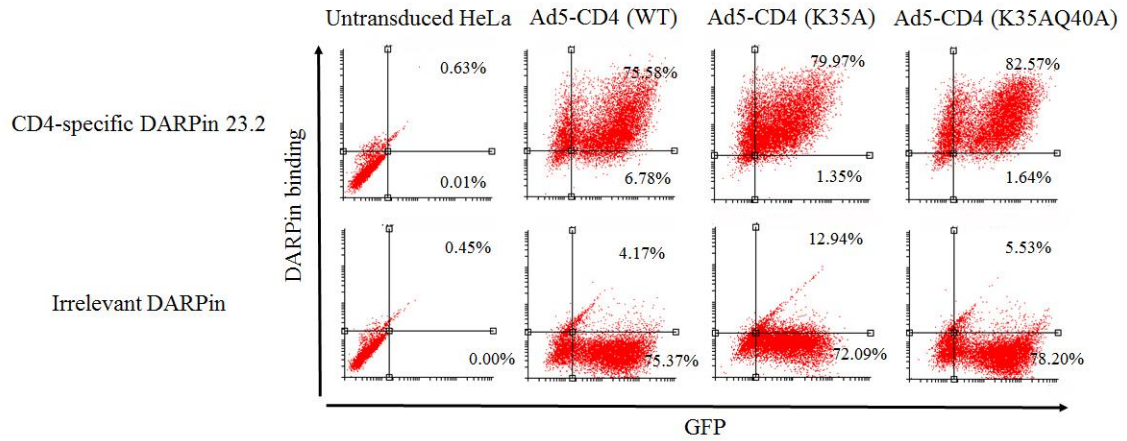 Untransduced HeLa Ad5-CD4 (WT) Ad5-CD4 (K35A) Ad5-CD4 (K35AQ40A)
CD4-specific DARPin 23.2
0.63% 75.58% 79.97% 82.57%
0.01% 6.78% 1.35% 1.64%
DARPin binding
Irrelevant DARPin
0.45% 4.17% 12.94% 5.53%
0.00% 75.37% 72.09% 78.20%
GFP